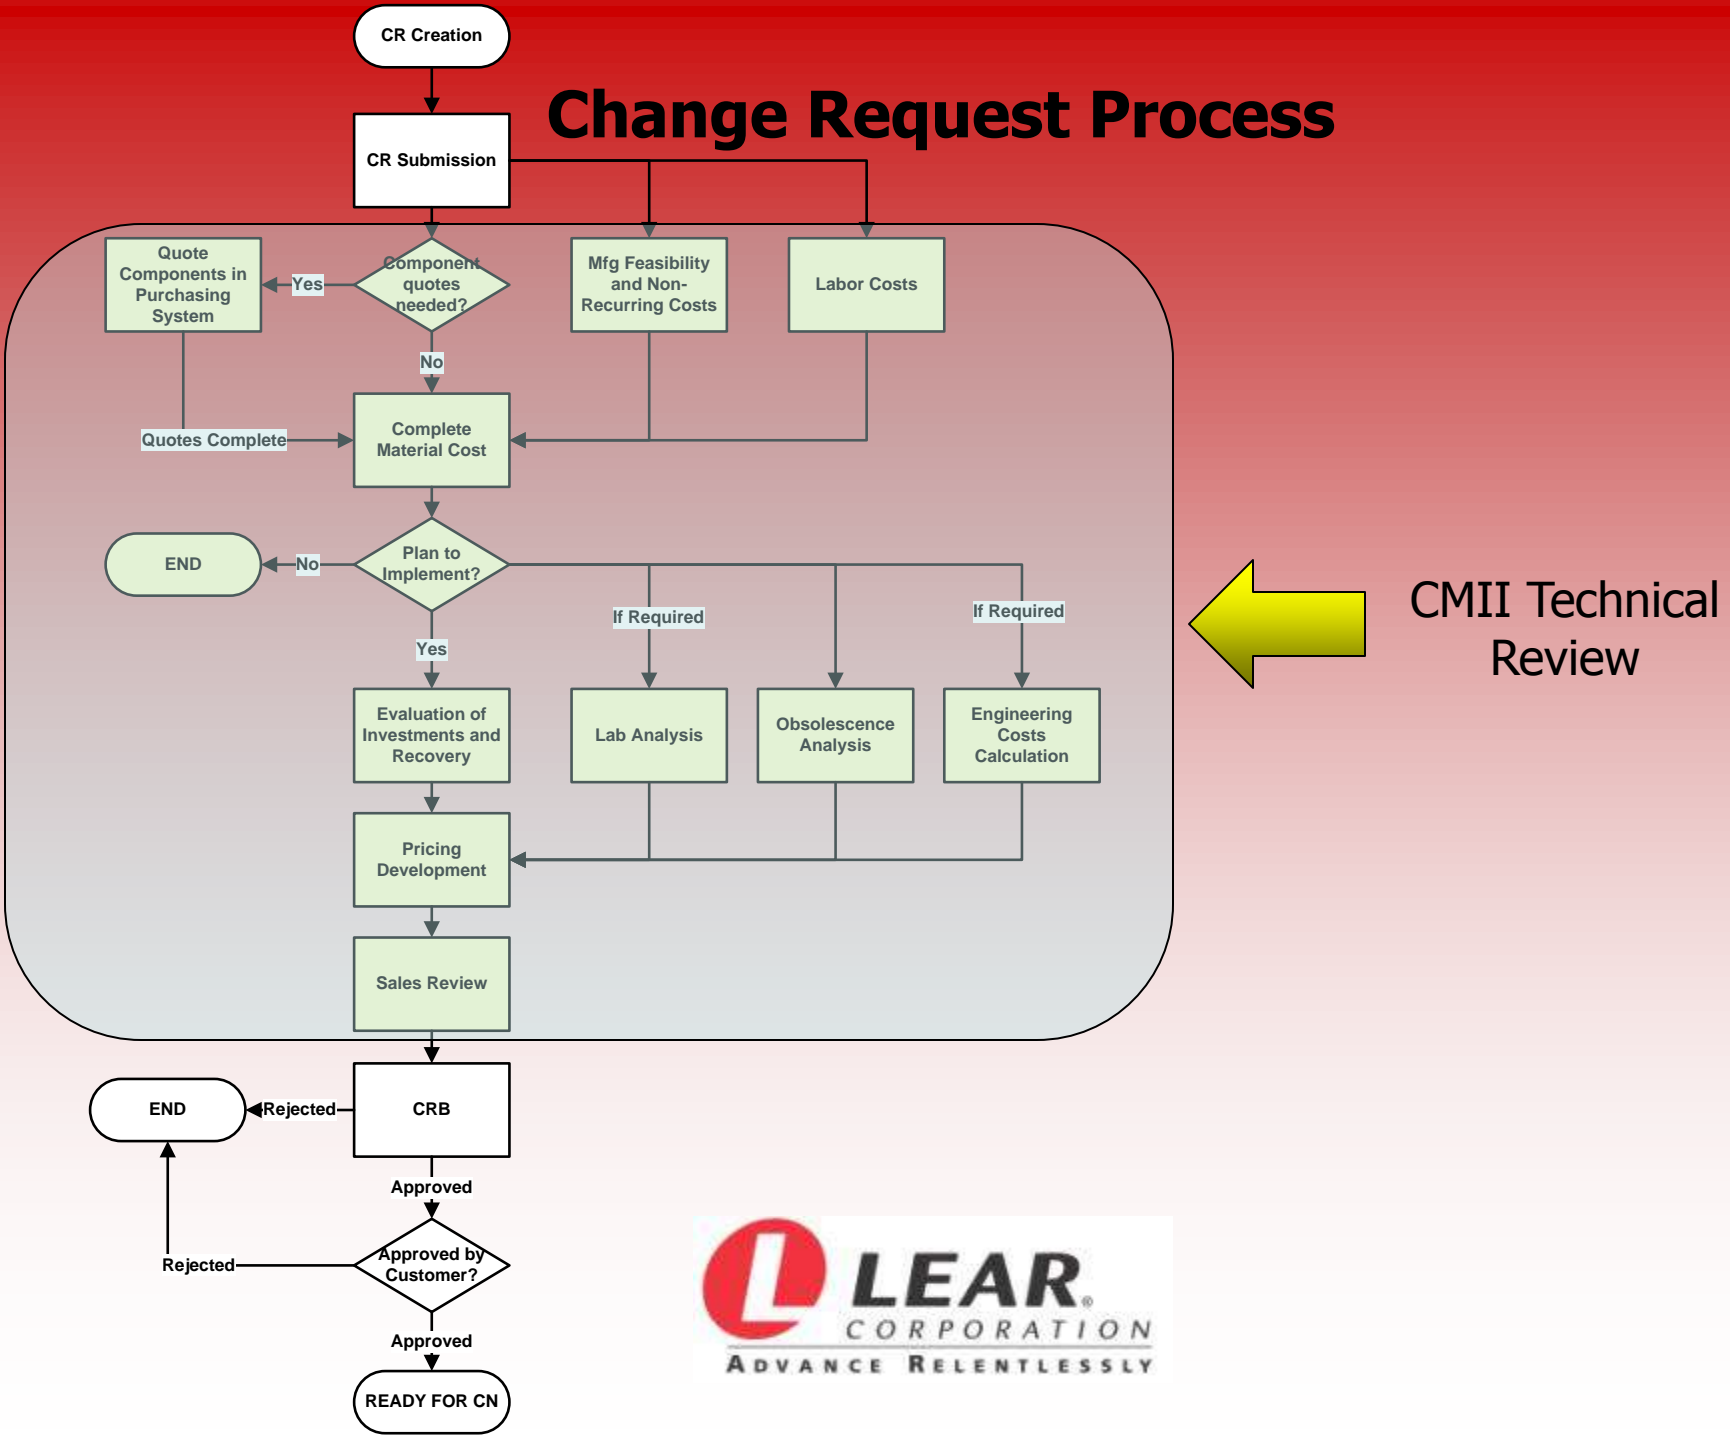 CR Creation
Change Request Process
CR Submission
Quote
Components in
Purchasing
System
Yes
Component
quotes
needed?
Mfg Feasibility
and Non-
Recurring Costs
Labor Costs
No
Quotes Complete
Complete
Material Cost
END
No
Plan to
Implement?
If Required
If Required
CMII Technical
Review
Yes
Evaluation of
Investments and
Recovery
Lab Analysis
Obsolescence
Analysis
Engineering
Costs
Calculation
Pricing
Development
Sales Review
END
Rejected
CRB
Approved
Rejected
Approved by
Customer?
Approved
READY FOR CN
L LEAR®
CORPORATION
ADVANCE RELENTLESSLY